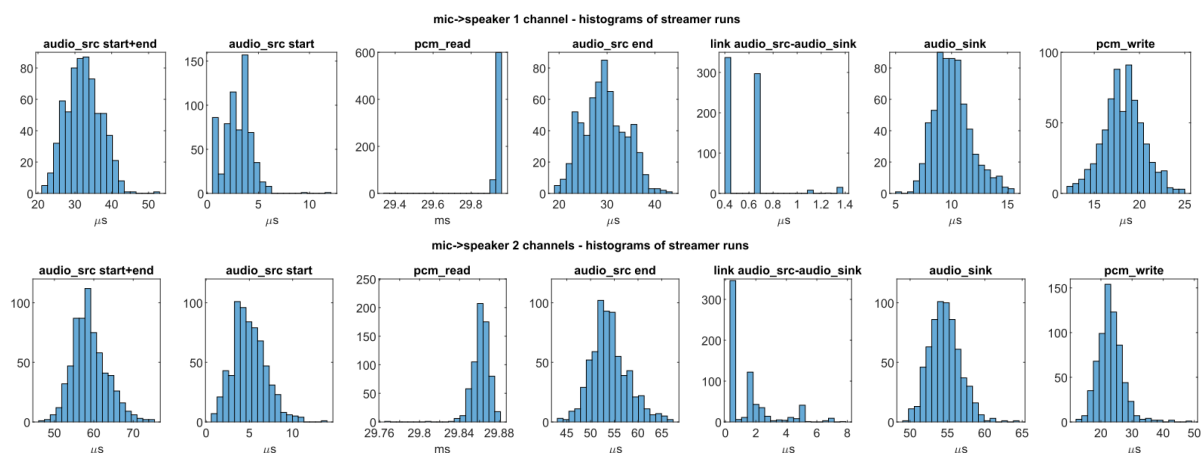 mic->speaker 1 channel - histograms of streamer runs
audio_src start+end
audio_src start
pcm_read
audio_src end
link audio_src-audio_sink
audio_sink
pcm_write
80
60
40
20
0
20 30 40 50
μs
150
100
50
0
0 5 10
μs
600
400
200
0
29.4 29.6 29.8
ms
80
60
40
20
0
20 30 40
μs
300
200
100
0
0.4 0.6 0.8 1 1.2 1.4
μs
80
60
40
20
0
5 10 15
μs
100
50
0
15 20 25
μs
mic->speaker 2 channels - histograms of streamer runs
audio_src start+end
audio_src start
pcm_read
audio_src end
link audio_src-audio_sink
audio_sink
pcm_write
100
50
0
50 60 70
μs
100
50
0
0 5 10
μs
250
200
150
100
50
0
29.76 29.8 29.84 29.88
ms
100
50
0
45 50 55 60 65
μs
300
200
100
0
0 2 4 6 8
μs
100
50
0
50 55 60 65
μs
150
100
50
0
20 30 40 50
μs